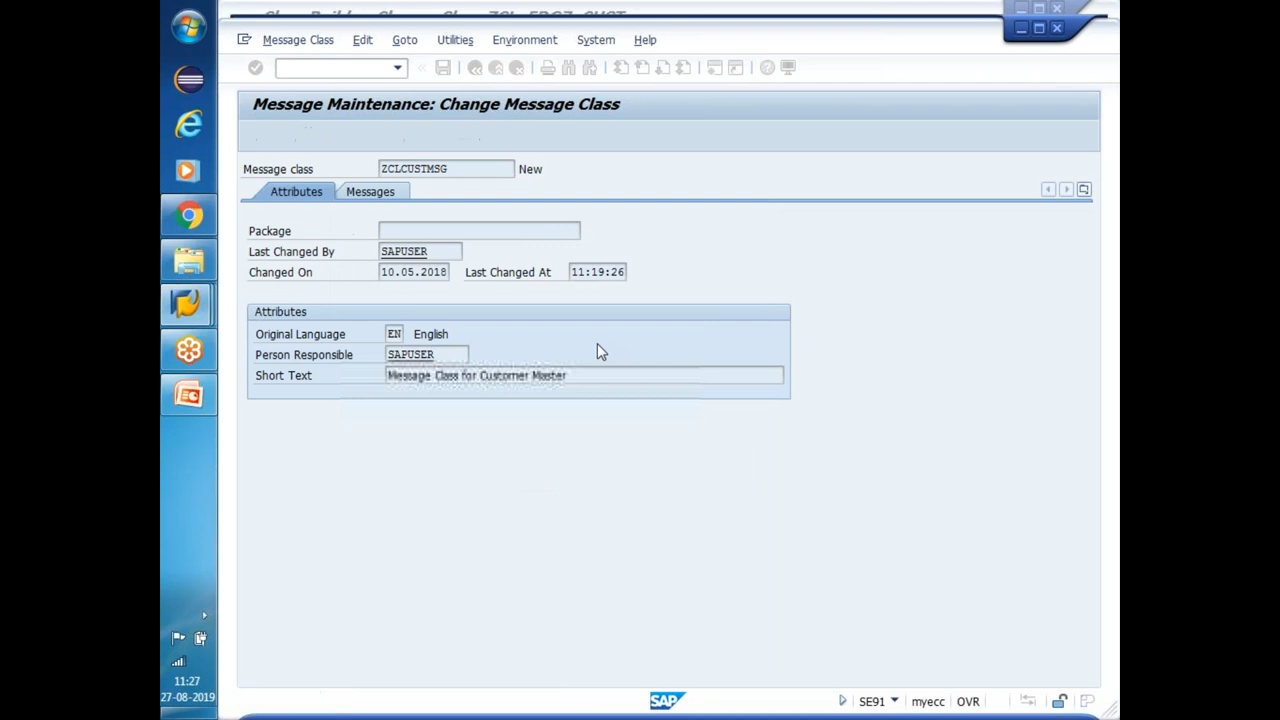 Message Class Edit Goto Utilities Environment System Help
Message Maintenance: Change Message Class
Message class ZCLCUSTMSG New
Attributes Messages
Package
Last Changed By SAPUSER
Changed On 10.05.2018 Last Changed At 11:19:26
Attributes
Original Language EN English
Person Responsible SAPUSER
Short Text Message Class for Customer Master
11:27
27-08-2019
SAP SE91 myecc OVR